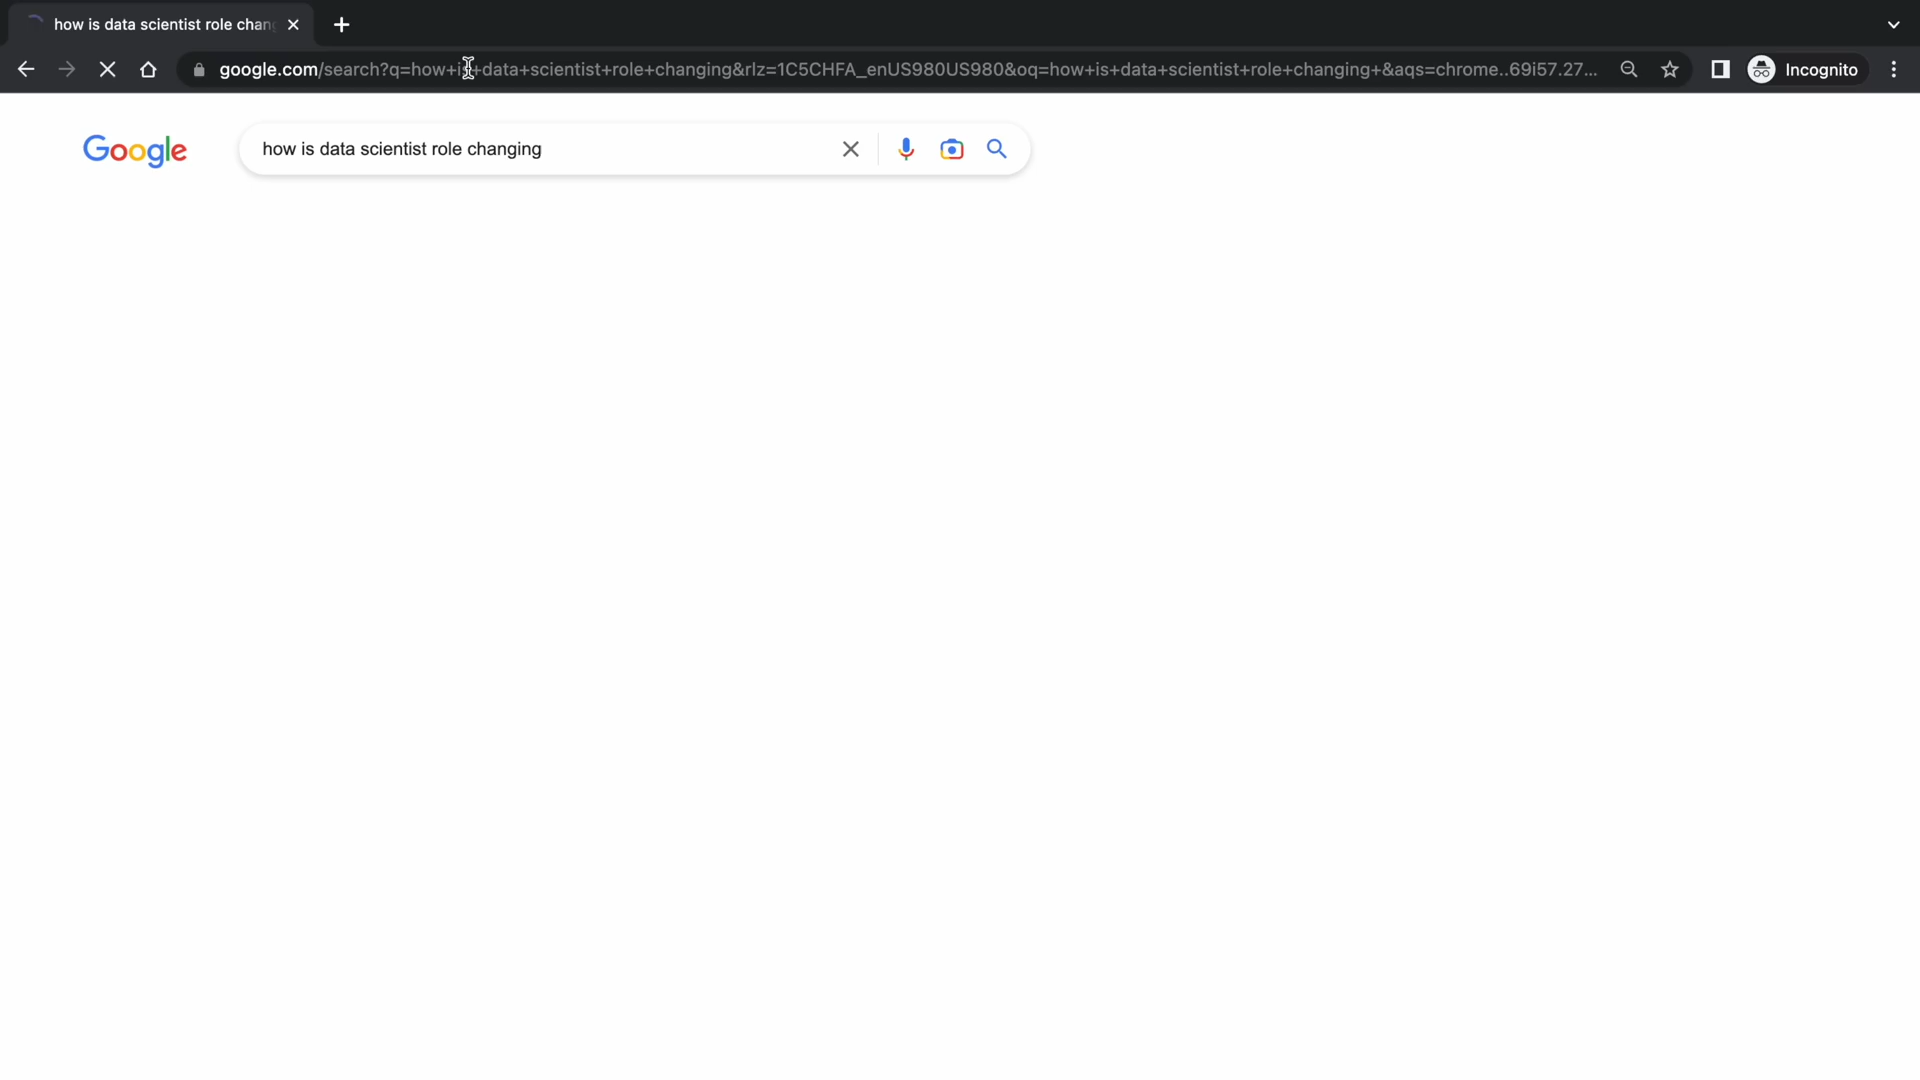 how is data scientist role chang
google.com/search?q=how+is+data+scientist+role+changing&rlz=1C5CHFA_enUS980US980&oq=how+is+data+scientist+role+changing+&aqs=chrome..69i57.27...
Incognito
Google
how is data scientist role changing